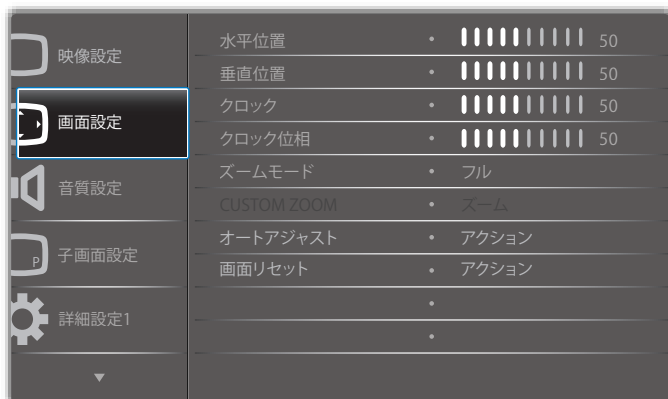 映像設定
画面設定
音質設定
P
子画面設定
詳細設定1
水平位置 • 50
垂直位置 • 50
クロック • 50
クロック位相 • 50
ズームモード • フル
CUSTOM ZOOM • ズーム
オートアジャスト • アクション
画面リセット • アクション
•
•